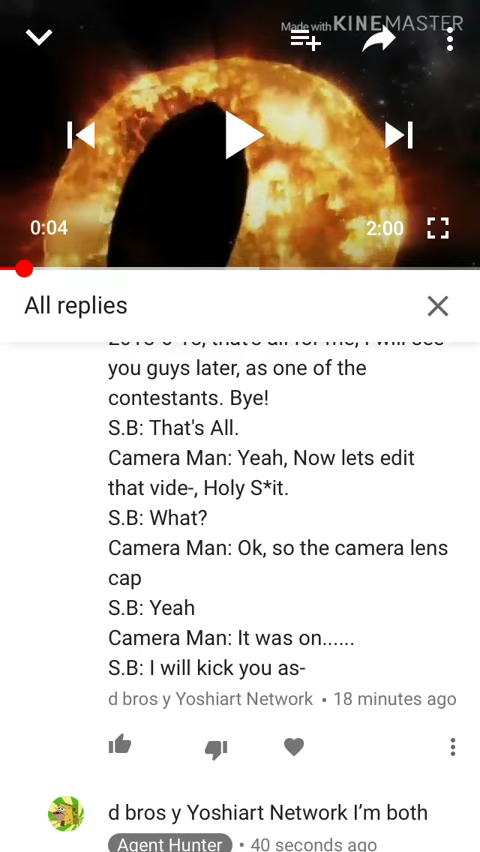 Made with KINEMASTER
0:04
2:00
All replies
you guys later, as one of the
contestants. Bye!
S.B: That's All.
Camera Man: Yeah, Now lets edit
that vide-, Holy S*it.
S.B: What?
Camera Man: Ok, so the camera lens
cap
S.B: Yeah
Camera Man: It was on......
S.B: I will kick you as-
d bros y Yoshiart Network • 18 minutes ago
d bros y Yoshiart Network I’m both
Agent Hunter • 40 seconds ago